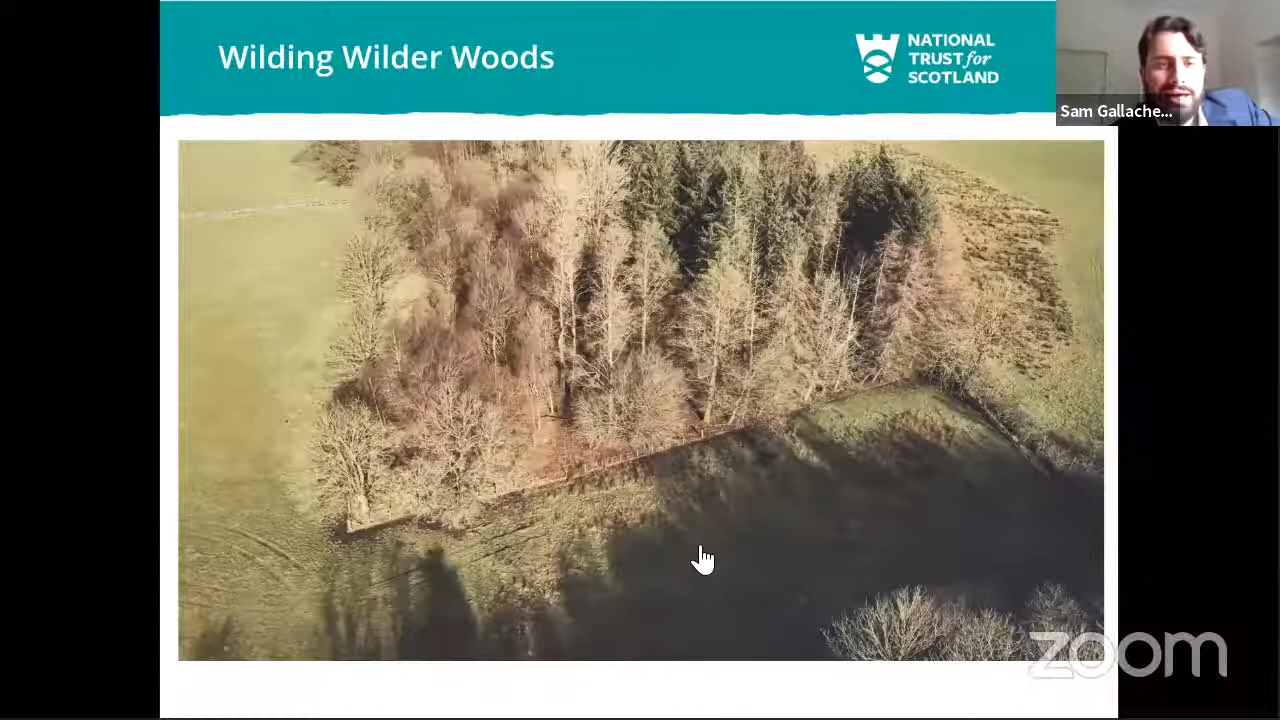 Wilding Wilder Woods
NATIONAL
TRUST for
SCOTLAND
Sam Gallache...
zoom